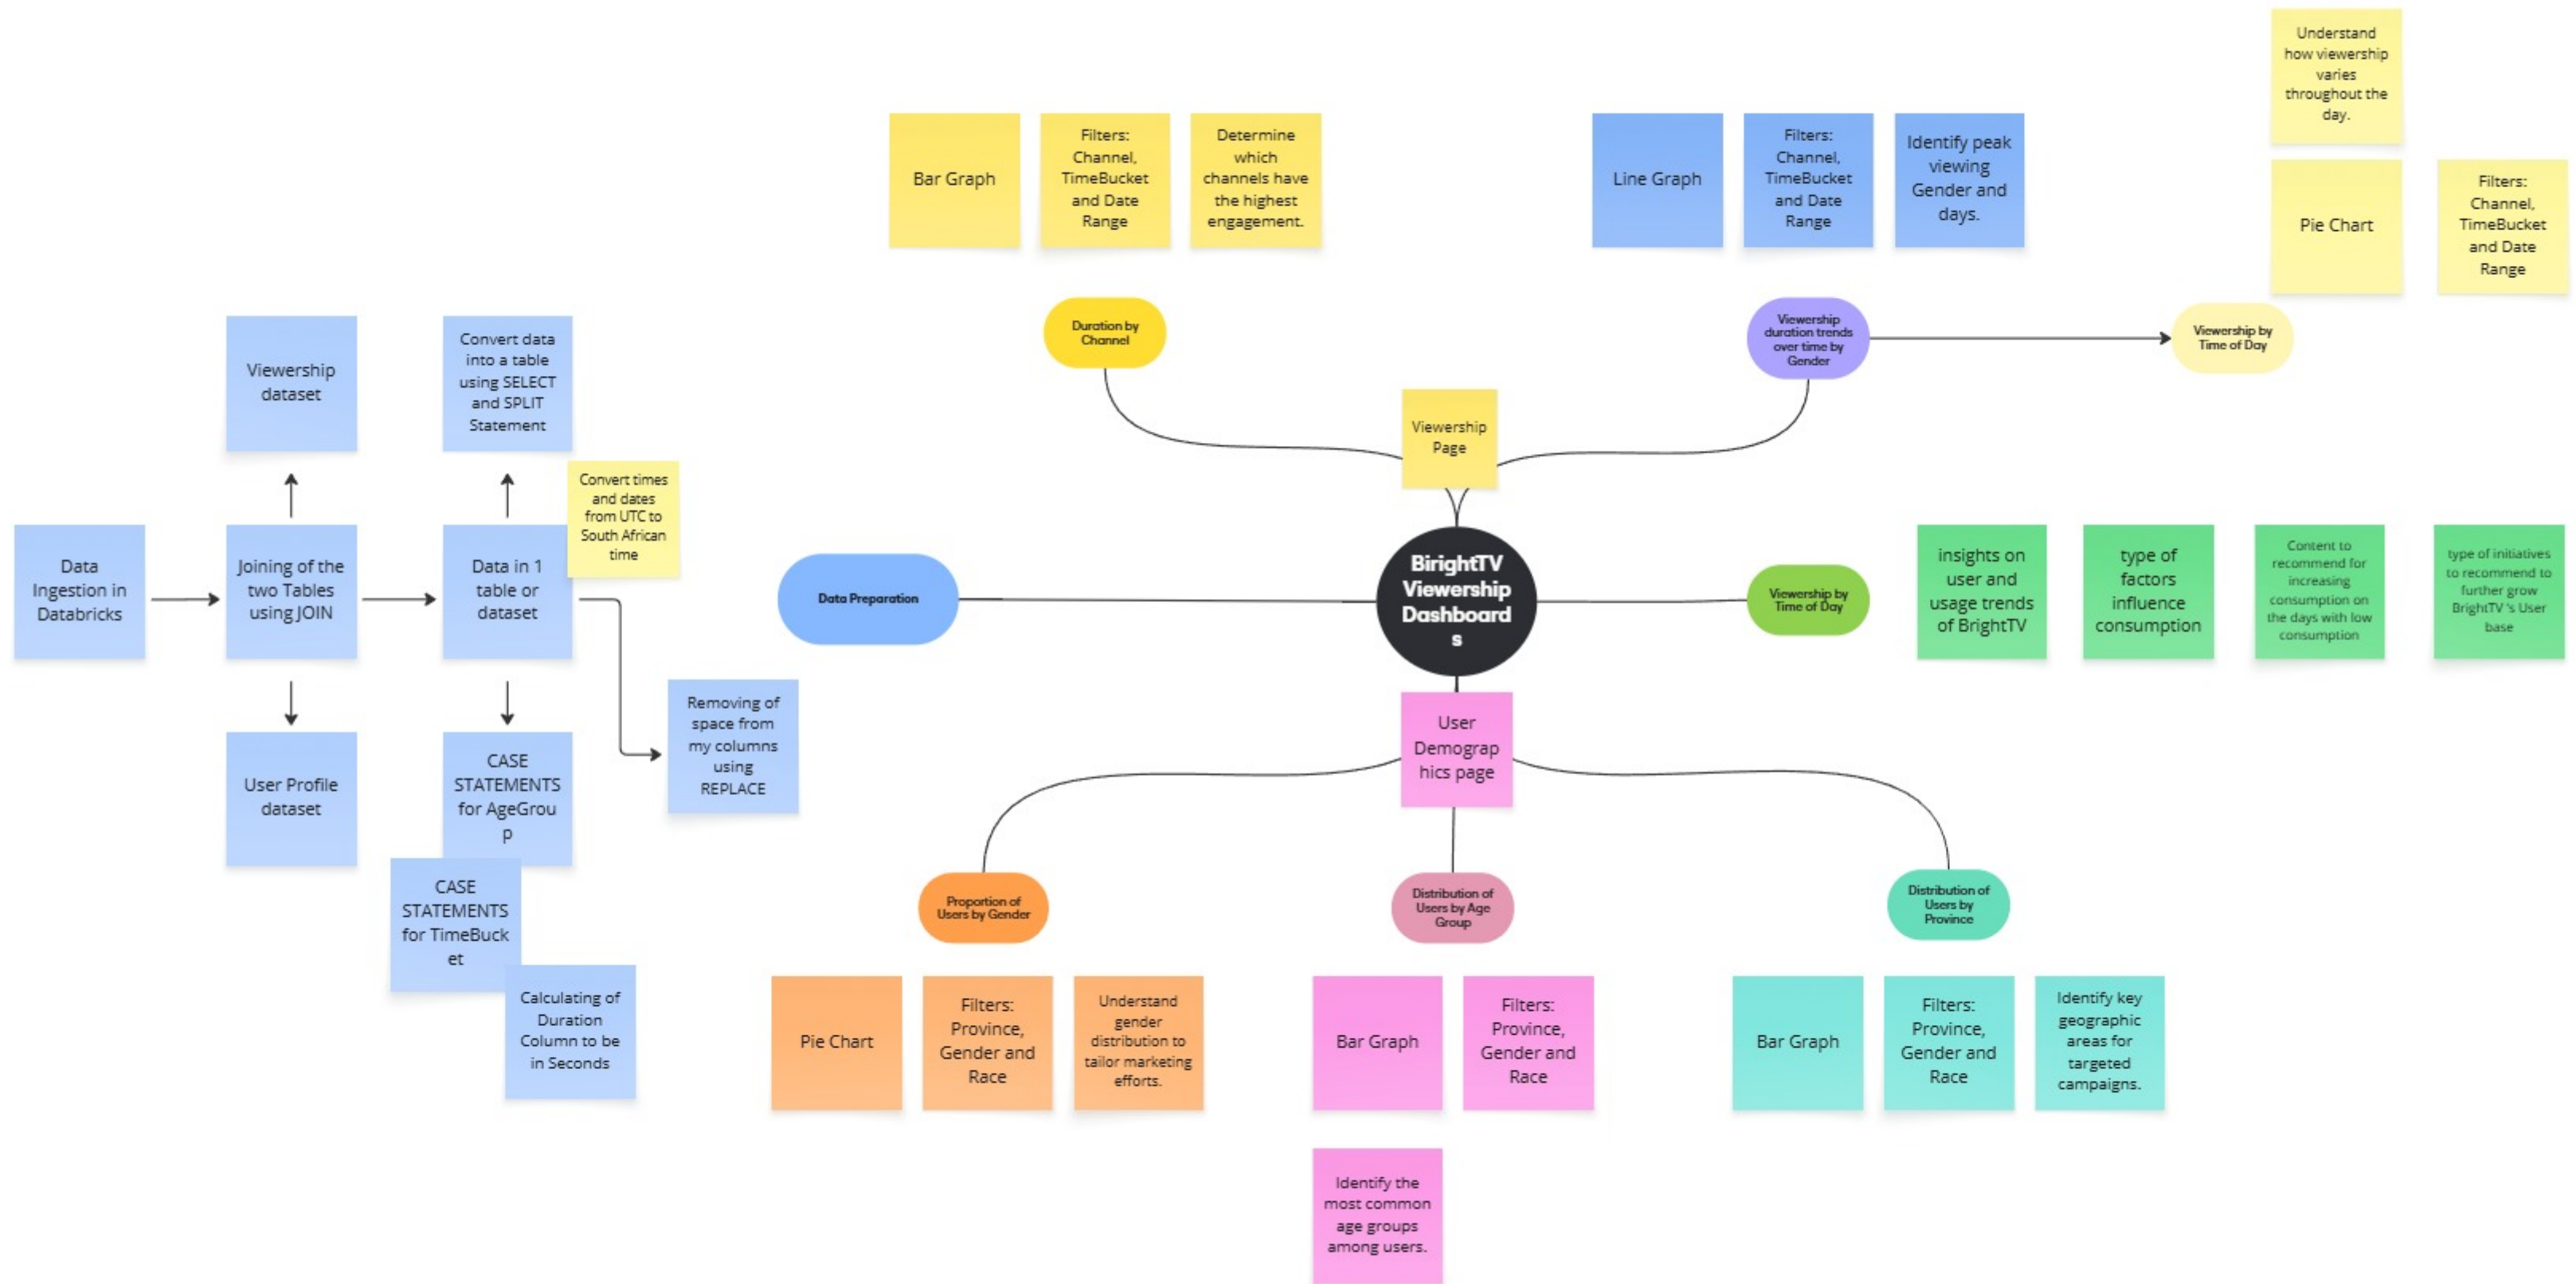 Understand
how viewership
varies
throughout the
day.
Bar Graph
Filters:
Channel,
TimeBucket
and Date
Range
Determine
which
channels have
the highest
engagement.
Line Graph
Filters:
Channel,
TimeBucket
and Date
Range
Identify peak
viewing
Gender and
days.
Pie Chart
Filters:
Channel,
TimeBucket
and Date
Range
Duration by
Channel
Viewership
duration trends
over time by
Gender
Viewership by
Time of Day
Viewership
Page
Viewership
dataset
Convert data
into a table
using SELECT
and SPLIT
Statement
Convert times
and dates
from UTC to
South African
time
Data
Ingestion in
Databricks
Joining of the
two Tables
using JOIN
Data in 1
table or
dataset
Data Preparation
BirightTV
Viewership
Dashboard
s
Viewership by
Time of Day
insights on
user and
usage trends
of BrightTV
type of
factors
influence
consumption
Content to
recommend for
increasing
consumption on
the days with low
consumption
type of initiatives
to recommend to
further grow
BrightTV 's User
base
Removing of
space from
my columns
using
REPLACE
User Profile
dataset
CASE
STATEMENTS
for AgeGrou
p
CASE
STATEMENTS
for TimeBuck
et
Calculating of
Duration
Column to be
in Seconds
User
Demograp
hics page
Proportion of
Users by Gender
Distribution of
Users by Age
Group
Distribution of
Users by
Province
Pie Chart
Filters:
Province,
Gender and
Race
Understand
gender
distribution to
tailor marketing
efforts.
Bar Graph
Filters:
Province,
Gender and
Race
Bar Graph
Filters:
Province,
Gender and
Race
Identify key
geographic
areas for
targeted
campaigns.
Identify the
most common
age groups
among users.